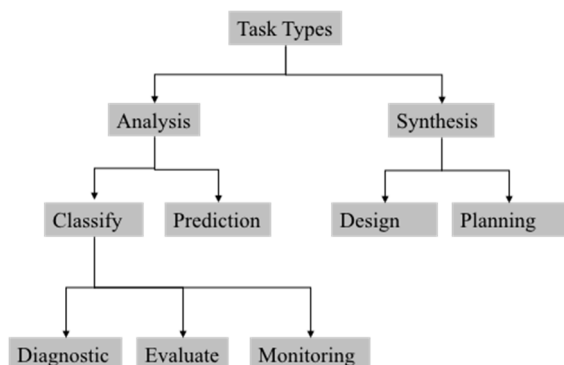 Task Types
Analysis
Synthesis
Classify
Prediction
Design
Planning
Diagnostic
Evaluate
Monitoring